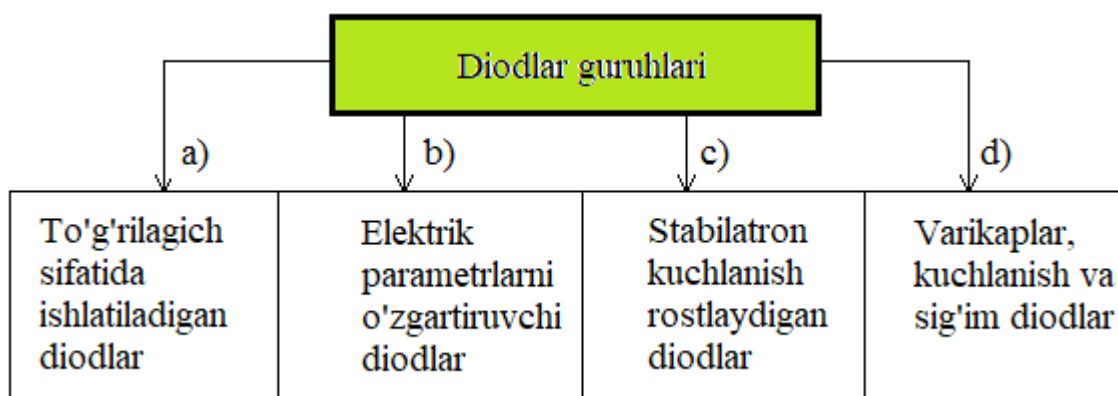 Diodlar guruhlari
a)
b)
c)
d)
To'g'rilagich
sifatida
ishlatiladigan
diodlar
Elektrik
parametrlarni
o'zgartiruvchi
diodlar
Stabilatron
kuchlanish
rostlaydigan
diodlar
Varikaplar,
kuchlanish va
sig'im diodlar